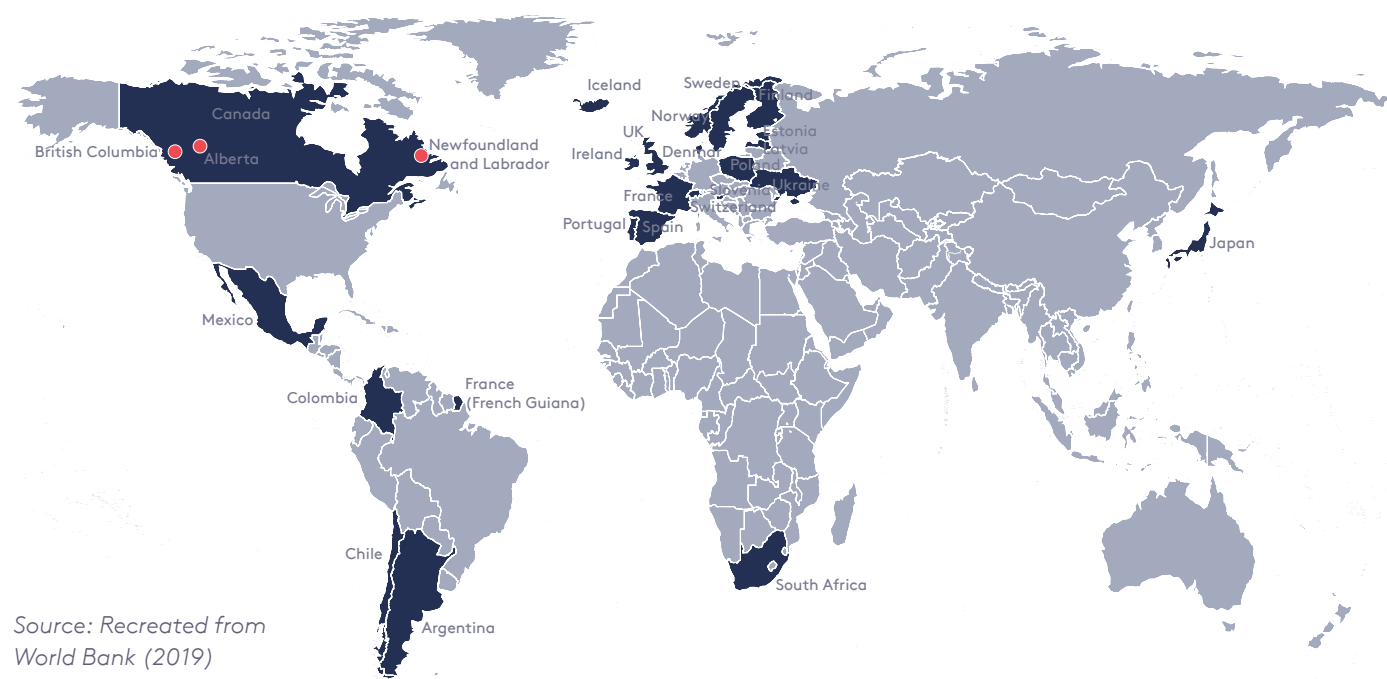 Iceland
Sweden
Finland
Canada
Norway
UK
Estonia
Newfoundland
and Labrador
British Columbia
Alberta
Ireland
Denmar
Latvia
Poland
Ukraine
Slovenia
France
Switzerland
Portugal
Spain
Japan
Mexico
Colombia
France
(French Guiana)
Chile
South Africa
Argentina
Source: Recreated from
World Bank (2019)